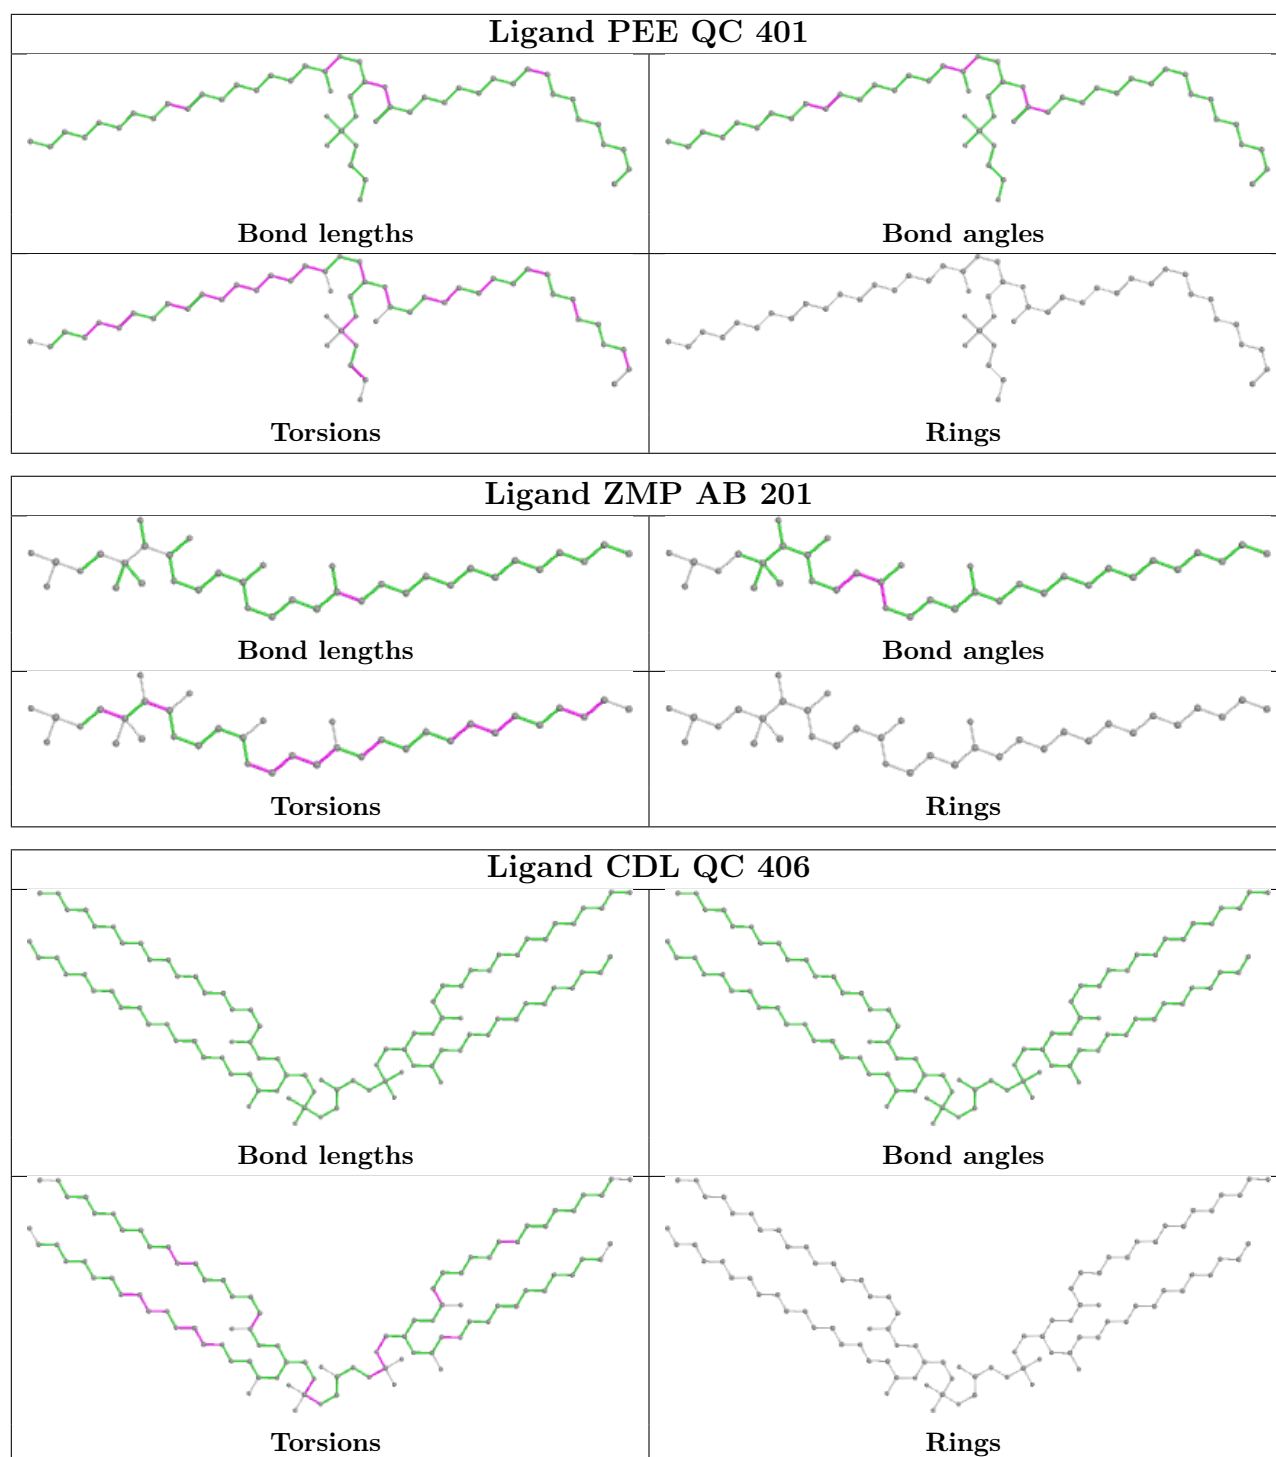 Ligand PEE QC 401
Bond lengths
Bond angles
Torsions
Rings
Ligand ZMP AB 201
Bond lengths
Bond angles
Torsions
Rings
Ligand CDL QC 406
Bond lengths
Bond angles
Torsions
Rings